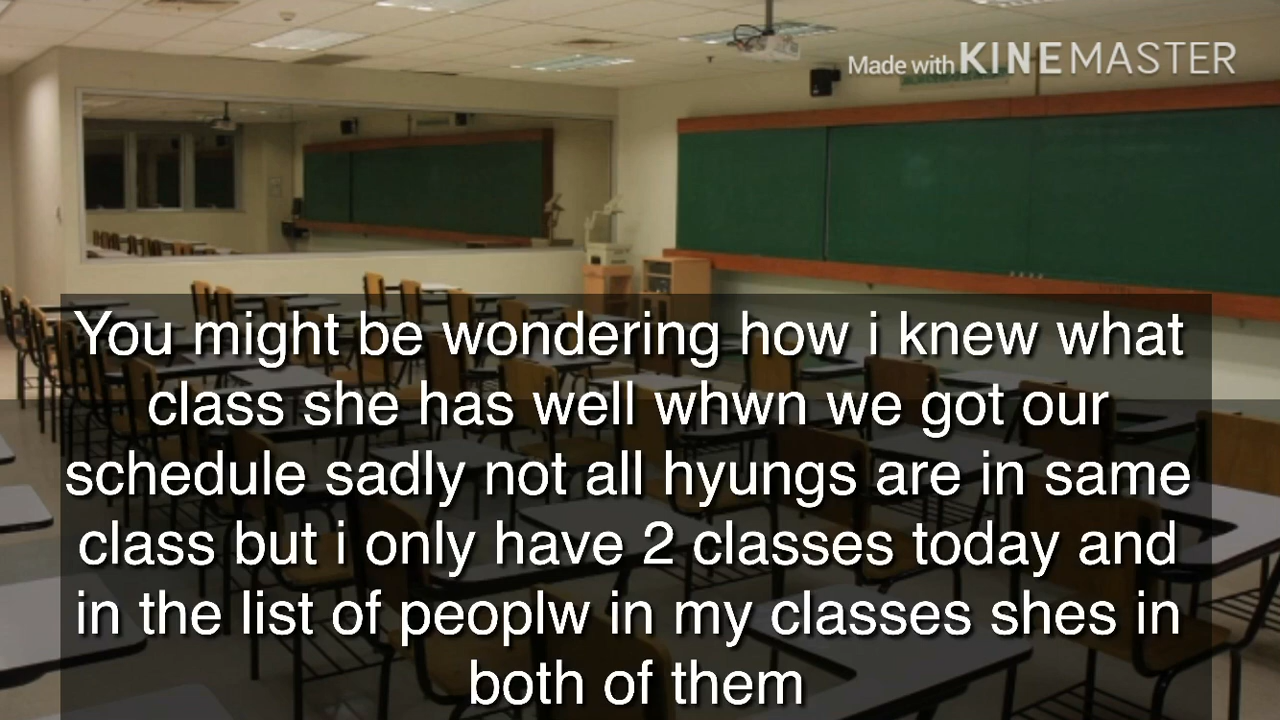 Made with KINEMASTER
You might be wondering how i knew what
class she has well whwn we got our
schedule sadly not all hyungs are in same
class but i only have 2 classes today and
in the list of peoplw in my classes shes in
both of them